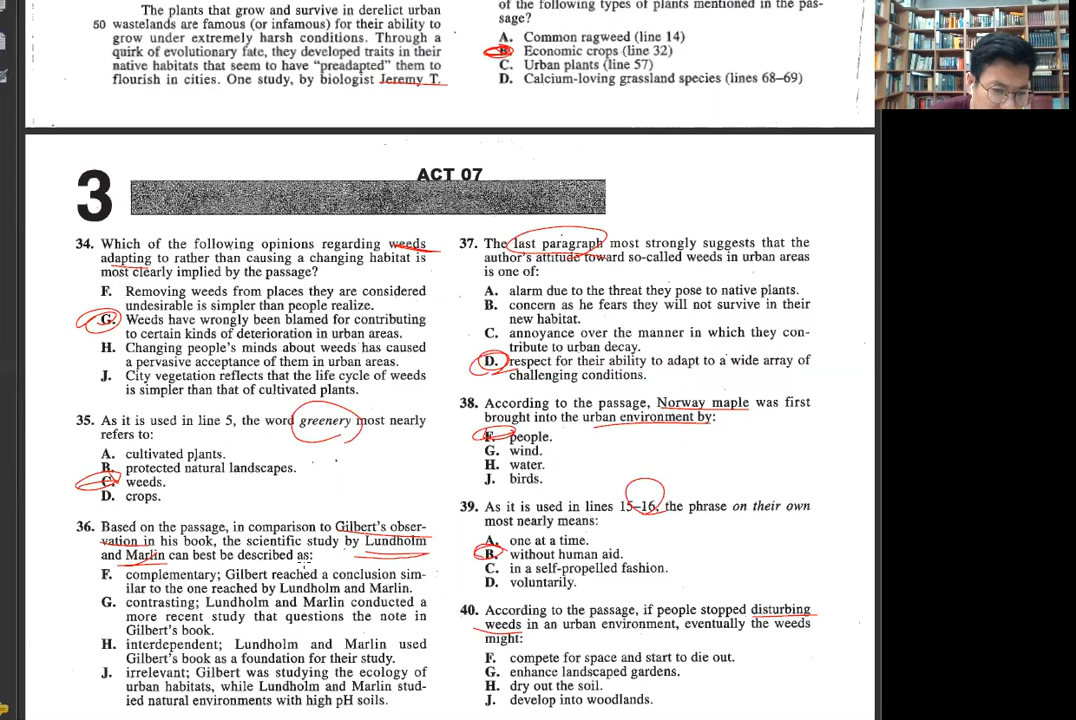 The plants that grow and survive in derelict urban
50 wastelands are famous (or infamous) for their ability to
grow under extremely harsh conditions. Through a
quirk of evolutionary fate, they developed traits in their
native habitats that seem to have “preadapted” them to
flourish in cities. One study, by biologist Jeremy T.
of the following types of plants mentioned in the pas-
sage?
A. Common ragweed (line 14)
B. Economic crops (line 32)
C. Urban plants (line 57)
D. Calcium-loving grassland species (lines 68–69)
3
ACT 07
34. Which of the following opinions regarding weeds
adapting to rather than causing a changing habitat is
most clearly implied by the passage?
F. Removing weeds from places they are considered
undesirable is simpler than people realize.
G. Weeds have wrongly been blamed for contributing
to certain kinds of deterioration in urban areas.
H. Changing people's minds about weeds has caused
a pervasive acceptance of them in urban areas.
J. City vegetation reflects that the life cycle of weeds
is simpler than that of cultivated plants.
35. As it is used in line 5, the word greenery most nearly
refers to:
A. cultivated plants.
B. protected natural landscapes.
C. weeds.
D. crops.
36. Based on the passage, in comparison to Gilbert's obser-
vation in his book, the scientific study by Lundholm
and Marlin can best be described as:
F. complementary; Gilbert reached a conclusion sim-
ilar to the one reached by Lundholm and Marlin.
G. contrasting; Lundholm and Marlin conducted a
more recent study that questions the note in
Gilbert's book.
H. interdependent; Lundholm and Marlin used
Gilbert's book as a foundation for their study.
J. irrelevant; Gilbert was studying the ecology of
urban habitats, while Lundholm and Marlin stud-
ied natural environments with high pH soils.
37. The last paragraph most strongly suggests that the
author's attitude toward so-called weeds in urban areas
is one of:
A. alarm due to the threat they pose to native plants.
B. concern as he fears they will not survive in their
new habitat.
C. annoyance over the manner in which they con-
tribute to urban decay.
D. respect for their ability to adapt to a wide array of
challenging conditions.
38. According to the passage, Norway maple was first
brought into the urban environment by:
F. people.
G. wind.
H. water.
J. birds.
39. As it is used in lines 15–16, the phrase on their own
most nearly means:
A. one at a time.
B. without human aid.
C. in a self-propelled fashion.
D. voluntarily.
40. According to the passage, if people stopped disturbing
weeds in an urban environment, eventually the weeds
might:
F. compete for space and start to die out.
G. enhance landscaped gardens.
H. dry out the soil.
J. develop into woodlands.